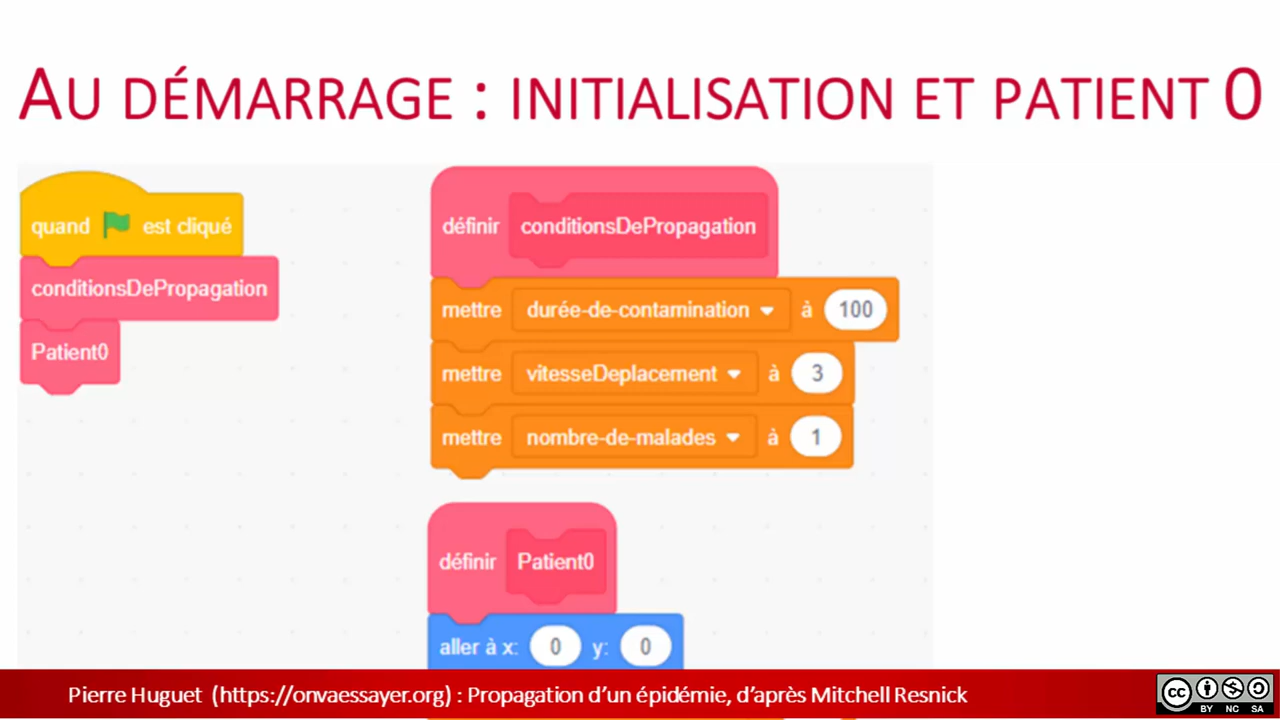 AU DÉMARRAGE : INITIALISATION ET PATIENT 0
quand est cliqué
conditionsDePropagation
Patient0
définir conditionsDePropagation
mettre durée-de-contamination à 100
mettre vitesseDeplacement à 3
mettre nombre-de-malades à 1
définir Patient0
aller à x: 0 y: 0
Pierre Huguet (https://onvaessayer.org) : Propagation d'un épidémie, d'après Mitchell Resnick
cc
BY NC SA